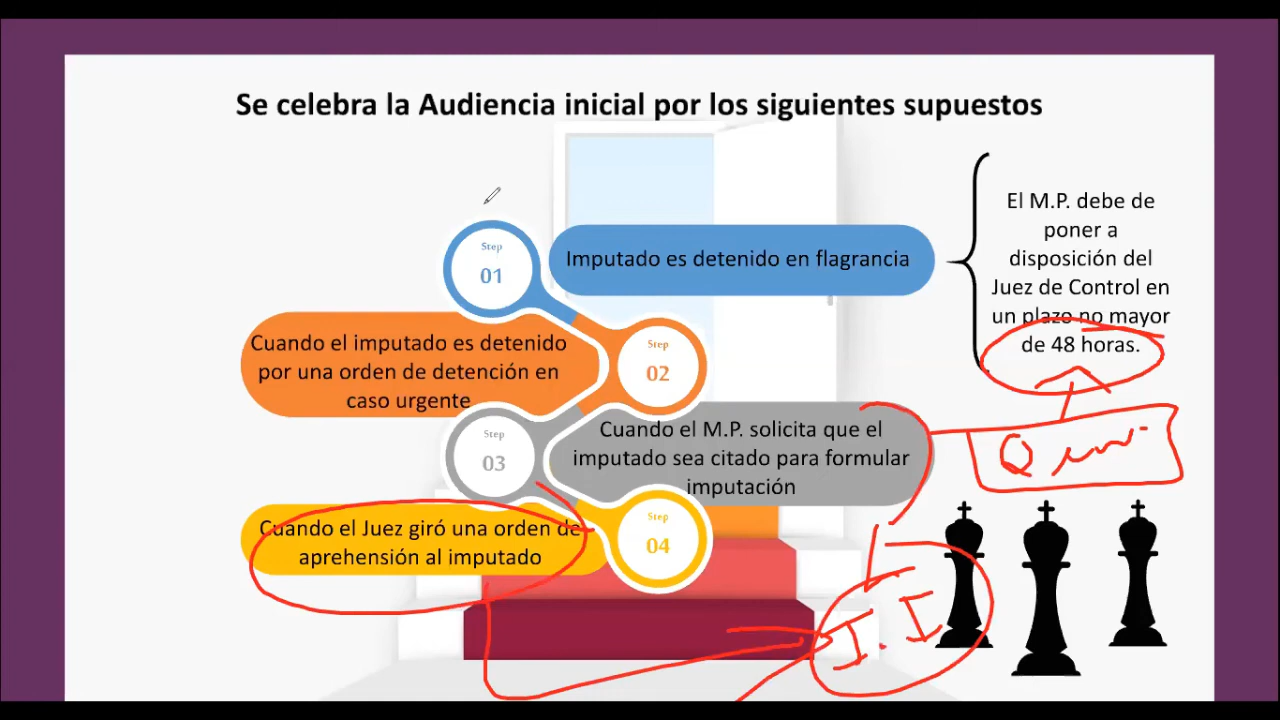 Se celebra la Audiencia inicial por los siguientes supuestos
Step
01
Imputado es detenido en flagrancia
El M.P. debe de
poner a
disposición del
Juez de Control en
un plazo no mayor
de 48 horas.
Cuando el imputado es detenido
por una orden de detención en
caso urgente
Step
02
Step
03
Cuando el M.P. solicita que el
imputado sea citado para formular
imputación
Cuando el Juez giró una orden de
aprehensión al imputado
Step
04
I. I